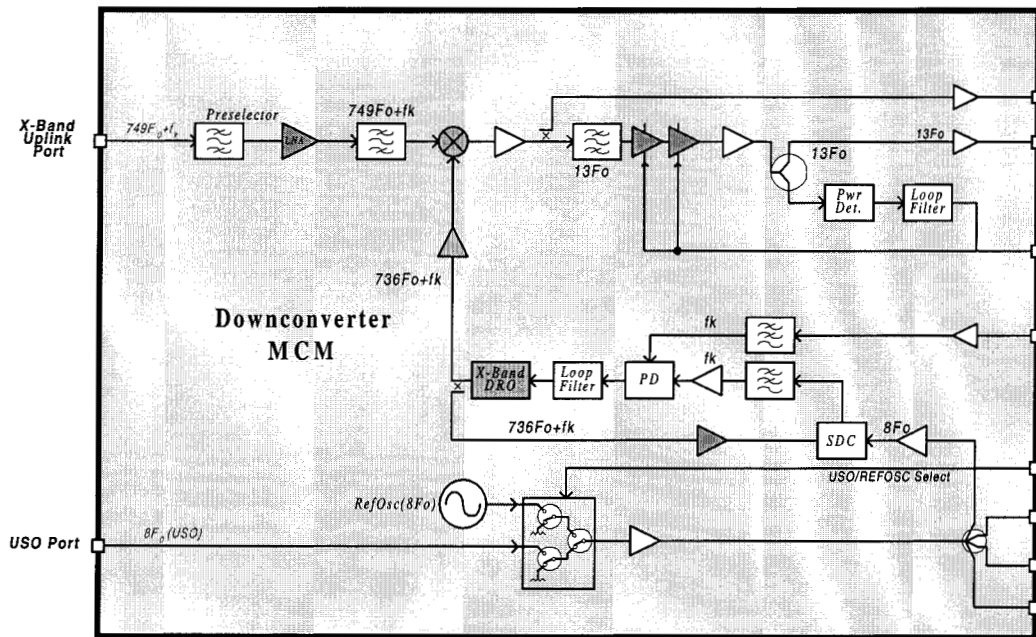 X-Band
Uplink
Port
749F0+fk
Preselector
LNA
749Fo+fk
13Fo
13Fo
13Fo
Pwr
Det.
Loop
Filter
736Fo+fk
Downconverter
MCM
fk
fk
X-Band
DRO
Loop
Filter
PD
736Fo+fk
SDC
8Fo
USO/REFOSC Select
RefOsc(8Fo)
USO Port
8F0(USO)